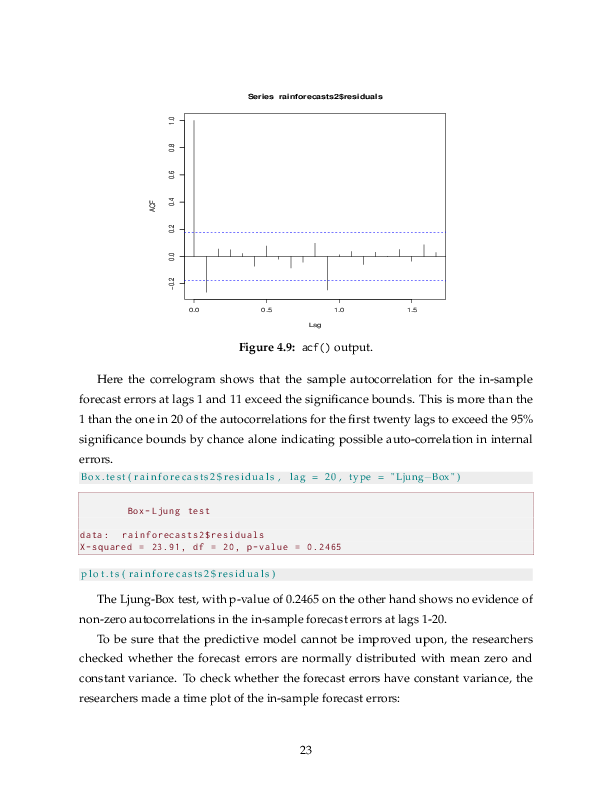 Series rainforecasts2$residuals
1.0
0.8
0.6
0.4
0.2
0.0
−0.2
ACF
0.0 0.5 1.0 1.5
Lag
Figure 4.9: acf() output.
Here the correlogram shows that the sample autocorrelation for the in-sample
forecast errors at lags 1 and 11 exceed the significance bounds. This is more than the
1 than the one in 20 of the autocorrelations for the first twenty lags to exceed the 95%
significance bounds by chance alone indicating possible auto-correlation in internal
errors.
Box.test(rainforecasts2$residuals, lag = 20, type = "Ljung−Box")
Box-Ljung test
data: rainforecasts2$residuals
X-squared = 23.91, df = 20, p-value = 0.2465
plot.ts(rainforecasts2$residuals)
The Ljung-Box test, with p-value of 0.2465 on the other hand shows no evidence of
non-zero autocorrelations in the in-sample forecast errors at lags 1-20.
To be sure that the predictive model cannot be improved upon, the researchers
checked whether the forecast errors are normally distributed with mean zero and
constant variance. To check whether the forecast errors have constant variance, the
researchers made a time plot of the in-sample forecast errors:
23